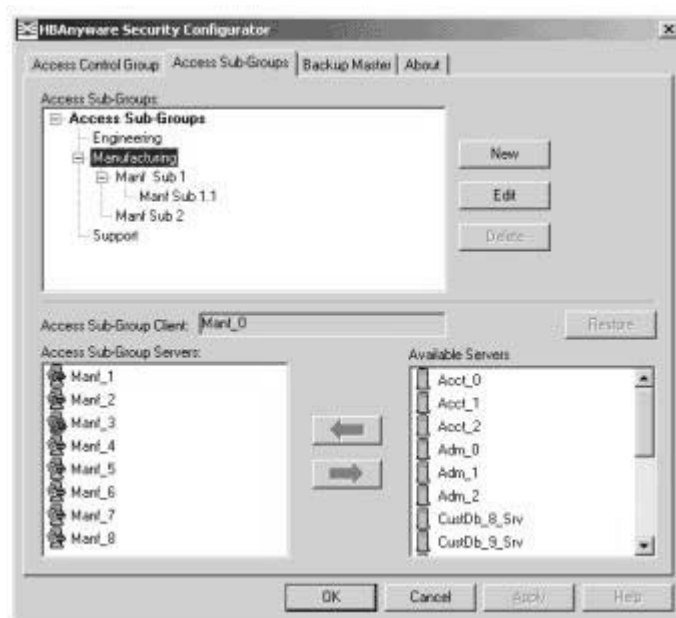 HBAnyware Security Configurator
Access Control Group Access Sub-Groups Backup Master About
Access Sub-Groups:
Access Sub-Groups
Engineering
Manufacturing
Manf Sub 1
Manf Sub 1.1
Manf Sub 2
Support
New
Edit
Delete
Access Sub-Group Client: Manf_0
Restore
Access Sub-Group Servers:
Manf_1
Manf_2
Manf_3
Manf_4
Manf_5
Manf_6
Manf_7
Manf_8
Available Servers
Acct_0
Acct_1
Acct_2
Adm_0
Adm_1
Adm_2
CustDb_8_Srv
CustDb_9_Srv
OK Cancel Apply Help